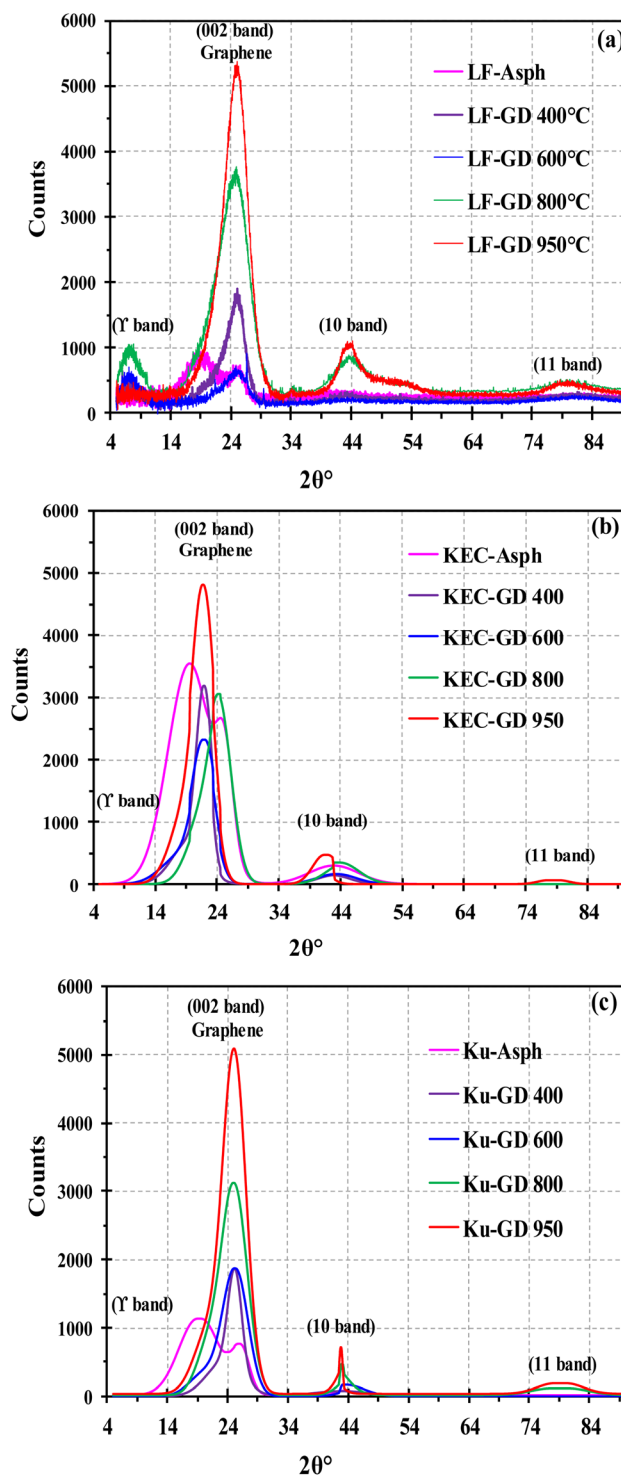 6000
(002 band)
(a)
Graphene
5000
LF-Asph
LF-GD 400°C
4000
LF-GD 600°C
LF-GD 800°C
3000
LF-GD 950°C
Counts
2000
(ϒ band)
(10 band)
1000
(11 band)
0
4 14 24 34 44 54 64 74 84
2θ°
6000
(002 band)
(b)
Graphene
5000
KEC-Asph
KEC-GD 400
4000
KEC-GD 600
KEC-GD 800
3000
KEC-GD 950
Counts
2000
(ϒ band)
(10 band)
1000
(11 band)
0
4 14 24 34 44 54 64 74 84
2θ°
6000
(002 band)
(c)
Graphene
5000
Ku-Asph
Ku-GD 400
4000
Ku-GD 600
Ku-GD 800
3000
Ku-GD 950
Counts
2000
(ϒ band)
(10 band)
1000
(11 band)
0
4 14 24 34 44 54 64 74 84
2θ°